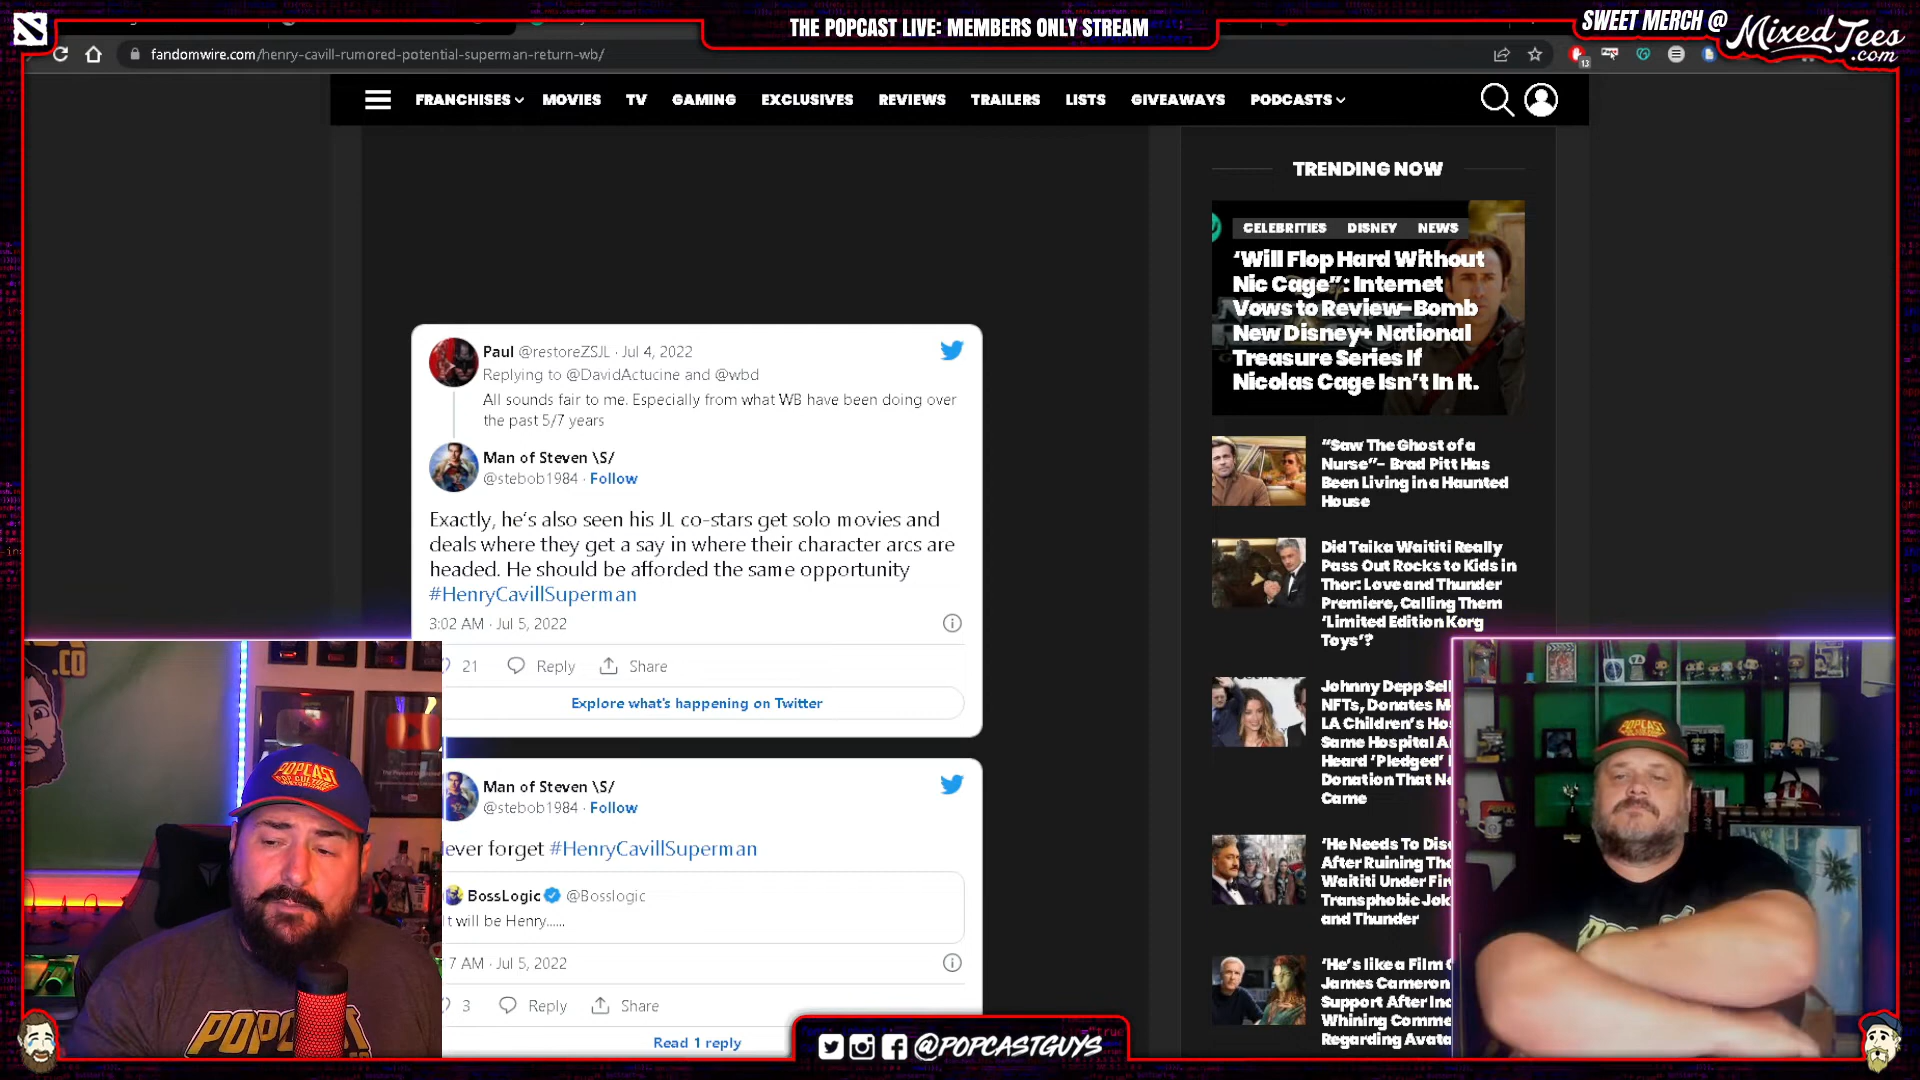 THE POPCAST LIVE: MEMBERS ONLY STREAM
SWEET MERCH @
MixedTees
.com
fandomwire.com/henry-cavill-rumored-potential-superman-return-wb/
13
FRANCHISES MOVIES TV GAMING EXCLUSIVES REVIEWS TRAILERS LISTS GIVEAWAYS PODCASTS
Paul @restoreZSJL · Jul 4, 2022
Replying to @DavidActucine and @wbd
All sounds fair to me. Especially from what WB have been doing over
the past 5/7 years
Man of Steven \S/
@stebob1984 · Follow
Exactly, he's also seen his JL co-stars get solo movies and
deals where they get a say in where their character arcs are
headed. He should be afforded the same opportunity
#HenryCavillSuperman
3:02 AM · Jul 5, 2022
21 Reply Share
Explore what's happening on Twitter
Man of Steven \S/
@stebob1984 · Follow
ever forget #HenryCavillSuperman
BossLogic @Bosslogic
t will be Henry......
7 AM · Jul 5, 2022
3 Reply Share
Read 1 reply
TRENDING NOW
CELEBRITIES DISNEY NEWS
‘Will Flop Hard Without
Nic Cage”: Internet
Vows to Review-Bomb
New Disney+ National
Treasure Series If
Nicolas Cage Isn’t In It.
“Saw The Ghost of a
Nurse”– Brad Pitt Has
Been Living in a Haunted
House
Did Taika Waititi Really
Pass Out Rocks to Kids in
Thor: Love and Thunder
Premiere, Calling Them
‘Limited Edition Korg
Toys’?
Johnny Depp Sell
NFTs, Donates M
LA Children’s Ho
Same Hospital A
Heard ‘Pledged’
Donation That N
Came
‘He Needs To Dis
After Ruining Tho
Waititi Under Fir
Transphobic Jok
and Thunder
‘He’s like a Film
James Cameron
Support After In
Whining Comme
Regarding Avata
.CO
POPCAST
POPCAST
POPCAST
@POPCASTGUYS